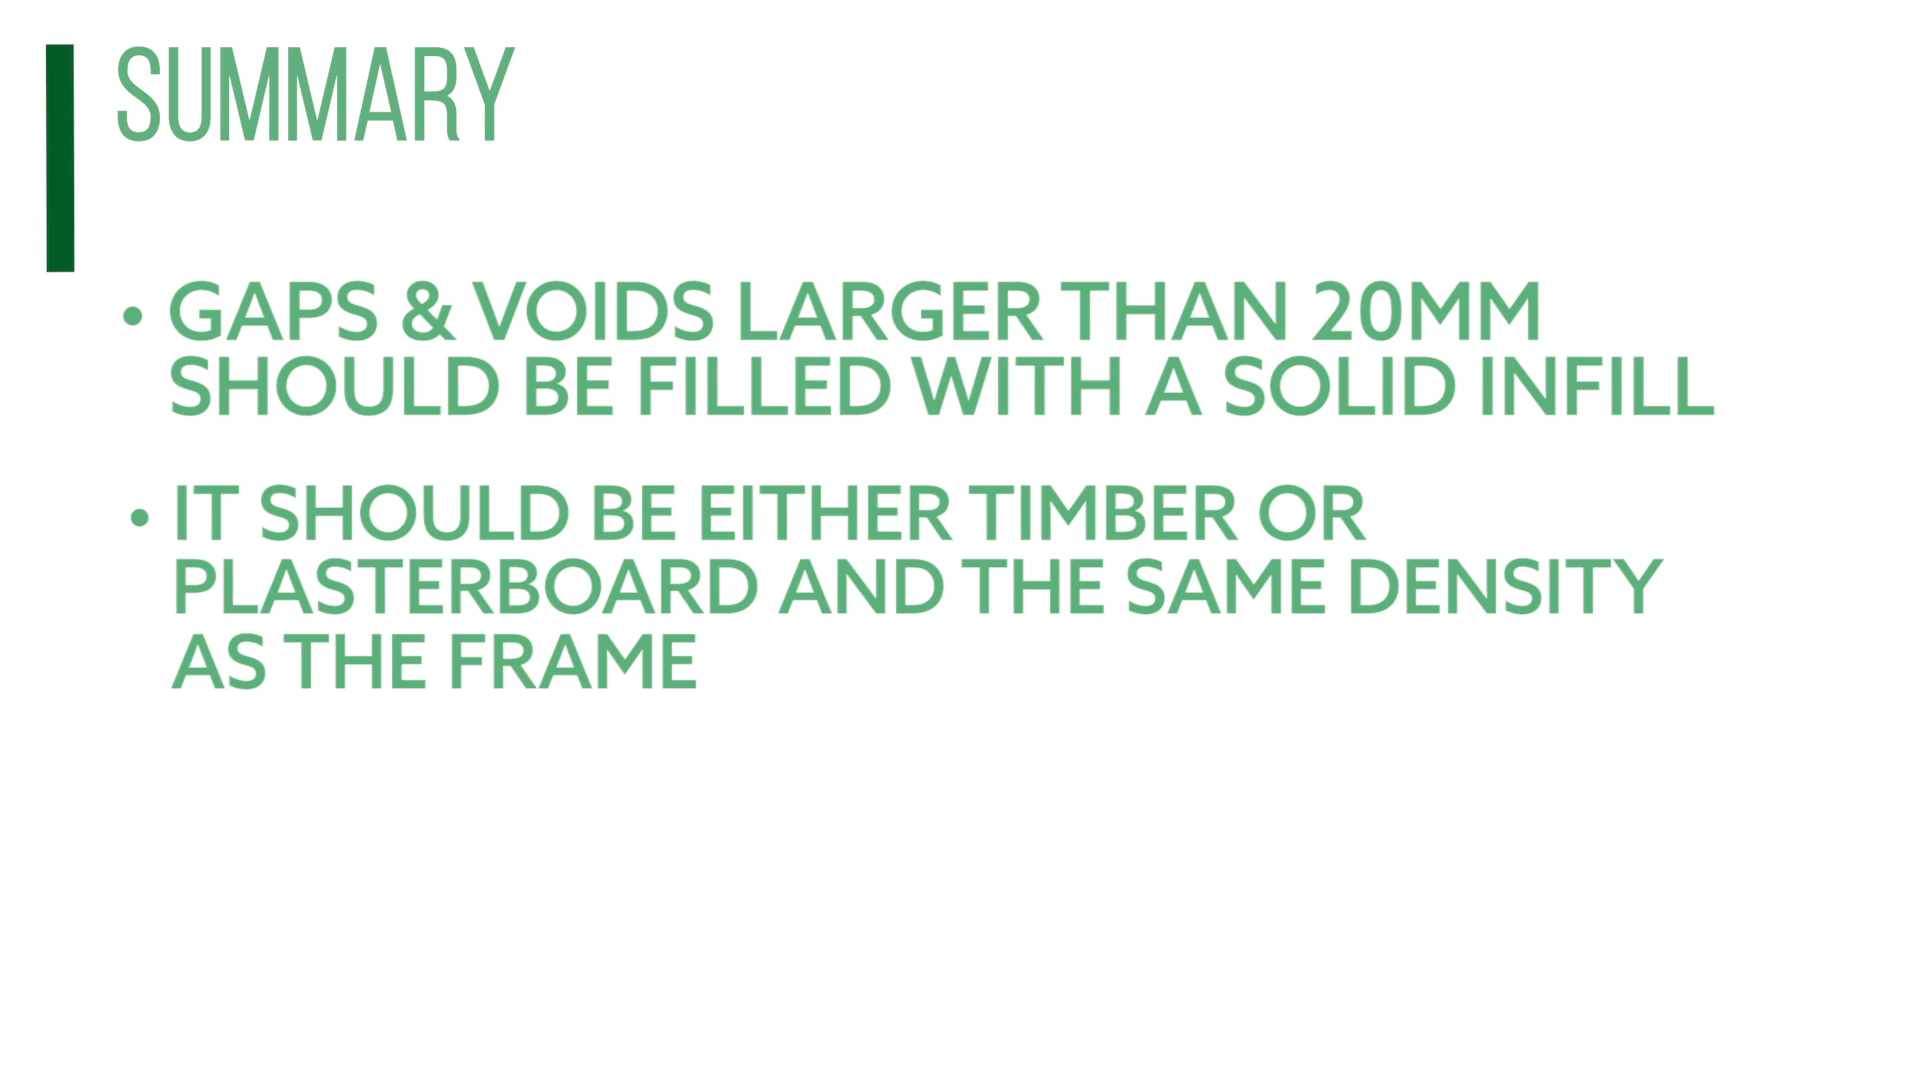 SUMMARY
• GAPS & VOIDS LARGER THAN 20MM
SHOULD BE FILLED WITH A SOLID INFILL
• IT SHOULD BE EITHER TIMBER OR
PLASTERBOARD AND THE SAME DENSITY
AS THE FRAME